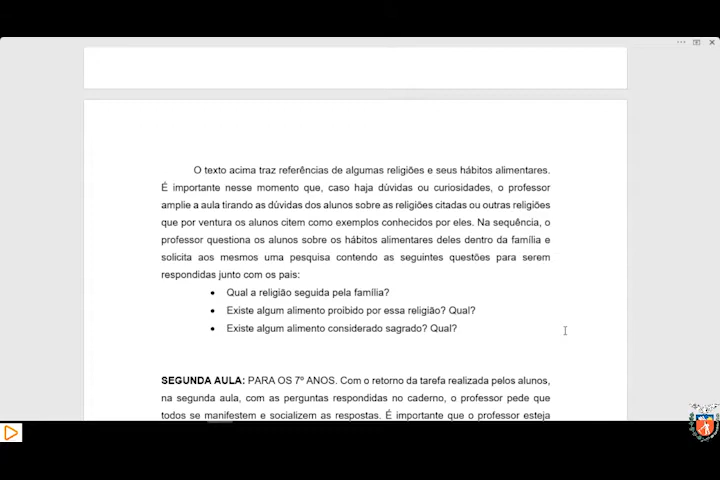 O texto acima traz referências de algumas religiões e seus hábitos alimentares.
É importante nesse momento que, caso haja dúvidas ou curiosidades, o professor
amplie a aula tirando as dúvidas dos alunos sobre as religiões citadas ou outras religiões
que por ventura os alunos citem como exemplos conhecidos por eles. Na sequência, o
professor questiona os alunos sobre os hábitos alimentares deles dentro da família e
solicita aos mesmos uma pesquisa contendo as seguintes questões para serem
respondidas junto com os pais:
• Qual a religião seguida pela família?
• Existe algum alimento proibido por essa religião? Qual?
• Existe algum alimento considerado sagrado? Qual?
SEGUNDA AULA: PARA OS 7º ANOS. Com o retorno da tarefa realizada pelos alunos,
na segunda aula, com as perguntas respondidas no caderno, o professor pede que
todos se manifestem e socializem as respostas. É importante que o professor esteja